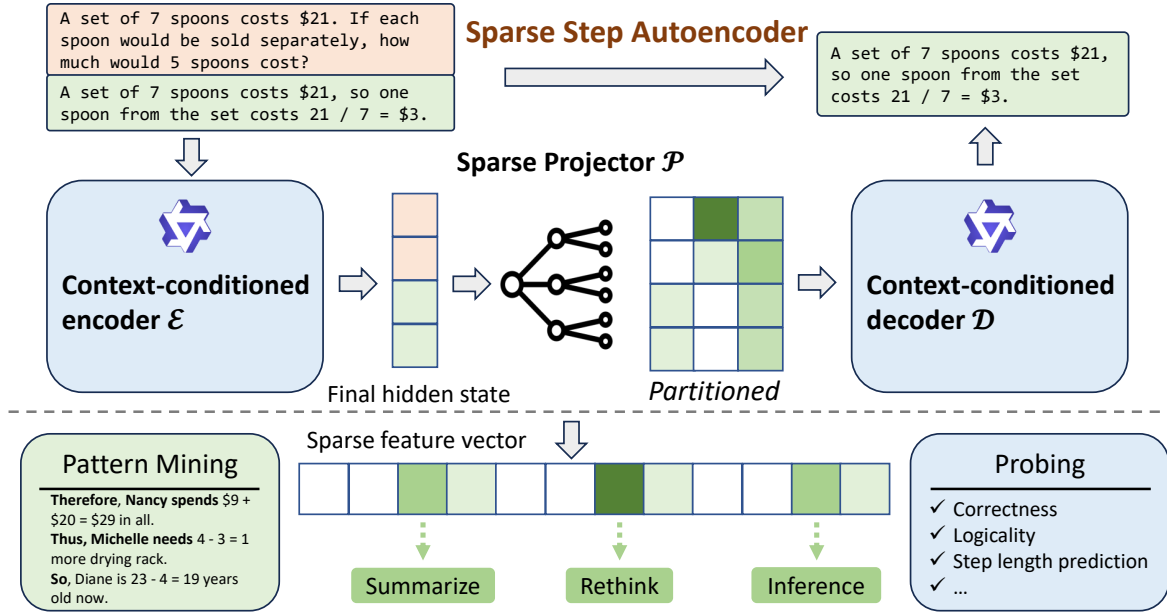 A set of 7 spoons costs $21. If each
spoon would be sold separately, how
much would 5 spoons cost?
A set of 7 spoons costs $21, so one
spoon from the set costs 21 / 7 = $3.
Sparse Step Autoencoder
A set of 7 spoons costs $21,
so one spoon from the set
costs 21 / 7 = $3.
Sparse Projector 𝒫
Context-conditioned
encoder ℰ
Final hidden state
Partitioned
Context-conditioned
decoder 𝒟
Pattern Mining
Therefore, Nancy spends $9 +
$20 = $29 in all.
Thus, Michelle needs 4 - 3 = 1
more drying rack.
So, Diane is 23 - 4 = 19 years
old now.
Sparse feature vector
Summarize
Rethink
Inference
Probing
✓ Correctness
✓ Logicality
✓ Step length prediction
✓ ...